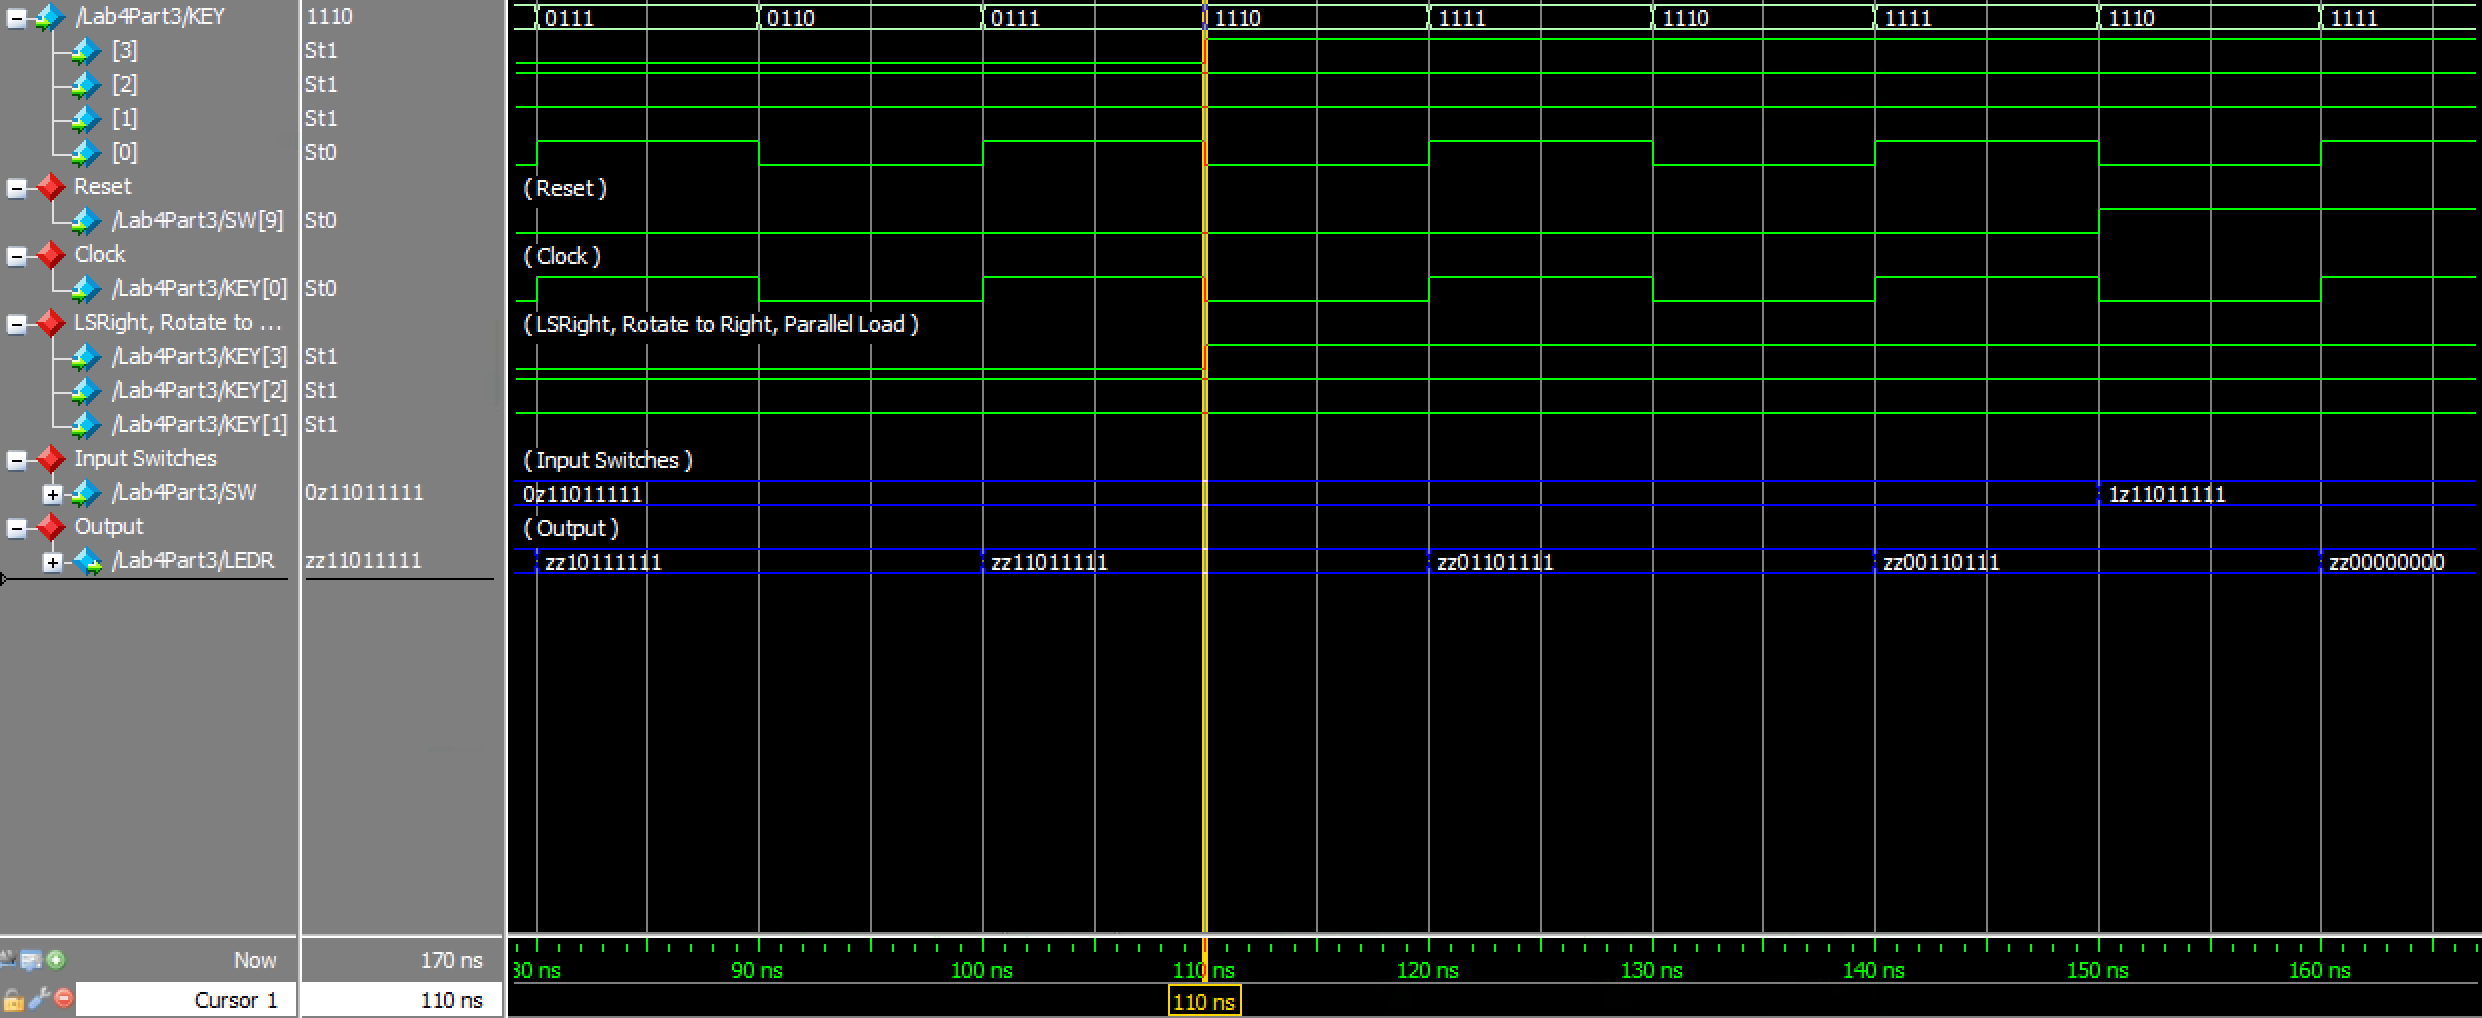 /Lab4Part3/KEY 1110 0111 0110 0111 1110 1111 1110 1111 1110 1111
[3] St1
[2] St1
[1] St1
[0] St0
Reset ( Reset )
/Lab4Part3/SW[9] St0
Clock ( Clock )
/Lab4Part3/KEY[0] St0
LSRight, Rotate to ... ( LSRight, Rotate to Right, Parallel Load )
/Lab4Part3/KEY[3] St1
/Lab4Part3/KEY[2] St1
/Lab4Part3/KEY[1] St1
Input Switches ( Input Switches )
/Lab4Part3/SW 0z11011111 0z11011111 1z11011111
Output ( Output )
/Lab4Part3/LEDR zz11011111 zz10111111 zz11011111 zz01101111 zz00110111 zz00000000
Now 170 ns 80 ns 90 ns 100 ns 110 ns 120 ns 130 ns 140 ns 150 ns 160 ns
Cursor 1 110 ns 110 ns